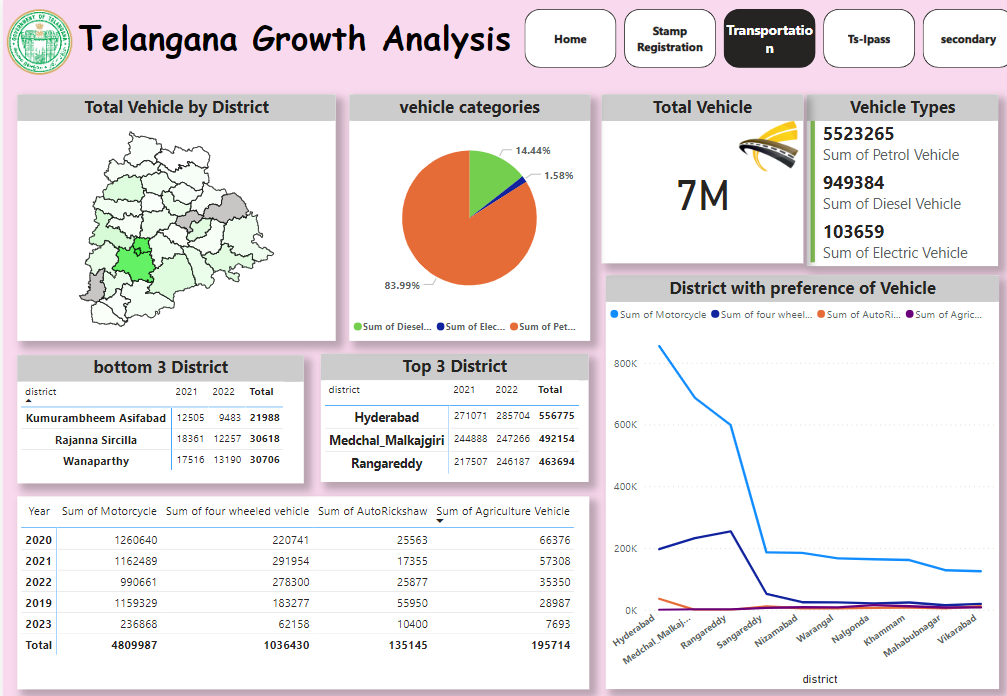 Telangana Growth Analysis
Home
Stamp
Registration
Transportatio
n
Ts-Ipass
secondary
Total Vehicle by District
vehicle categories
14.44%
1.58%
83.99%
Sum of Diesel... Sum of Elec... Sum of Pet...
Total Vehicle
7M
Vehicle Types
5523265
Sum of Petrol Vehicle
949384
Sum of Diesel Vehicle
103659
Sum of Electric Vehicle
bottom 3 District
district 2021 2022 Total
Kumurambheem Asifabad 12505 9483 21988
Rajanna Sircilla 18361 12257 30618
Wanaparthy 17516 13190 30706
Top 3 District
district 2021 2022 Total
Hyderabad 271071 285704 556775
Medchal_Malkajgiri 244888 247266 492154
Rangareddy 217507 246187 463694
Year Sum of Motorcycle Sum of four wheeled vehicle Sum of AutoRickshaw Sum of Agriculture Vehicle
2020 1260640 220741 25563 66376
2021 1162489 291954 17355 57308
2022 990661 278300 25877 35350
2019 1159329 183277 55950 28987
2023 236868 62158 10400 7693
Total 4809987 1036430 135145 195714
District with preference of Vehicle
Sum of Motorcycle Sum of four wheel... Sum of AutoRi... Sum of Agric...
800K
600K
400K
200K
0K
Hyderabad
Medchal_Malkaj...
Rangareddy
Sangareddy
Nizamabad
Warangal
Nalgonda
Khammam
Mahabubnagar
Vikarabad
district